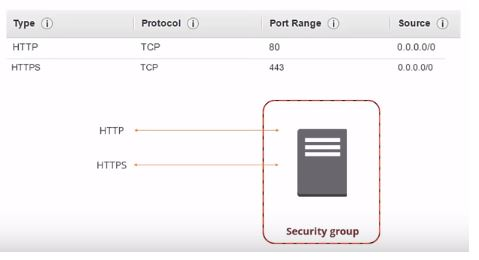 Type Protocol Port Range Source
HTTP TCP 80 0.0.0.0/0
HTTPS TCP 443 0.0.0.0/0
HTTP
HTTPS
Security group